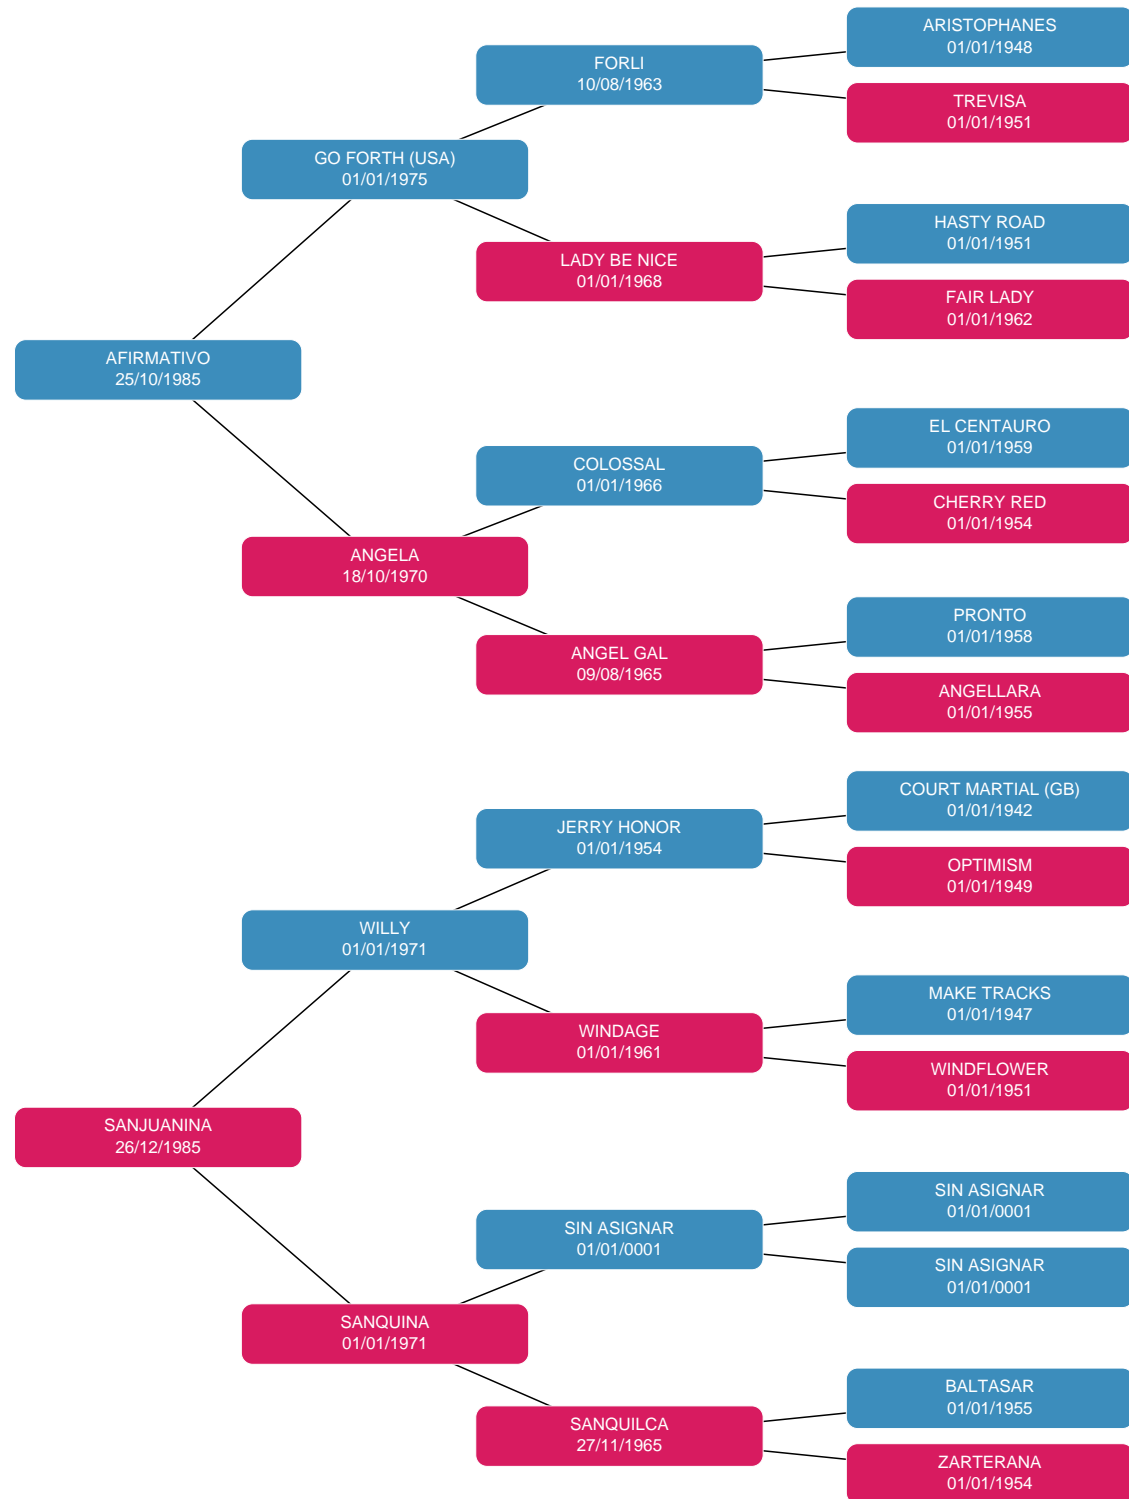 ARISTOPHANES
01/01/1948
FORLI
10/08/1963
TREVISA
01/01/1951
GO FORTH (USA)
01/01/1975
HASTY ROAD
01/01/1951
LADY BE NICE
01/01/1968
FAIR LADY
01/01/1962
AFIRMATIVO
25/10/1985
EL CENTAURO
01/01/1959
COLOSSAL
01/01/1966
CHERRY RED
01/01/1954
ANGELA
18/10/1970
PRONTO
01/01/1958
ANGEL GAL
09/08/1965
ANGELLARA
01/01/1955
COURT MARTIAL (GB)
01/01/1942
JERRY HONOR
01/01/1954
OPTIMISM
01/01/1949
WILLY
01/01/1971
MAKE TRACKS
01/01/1947
WINDAGE
01/01/1961
WINDFLOWER
01/01/1951
SANJUANINA
26/12/1985
SIN ASIGNAR
01/01/0001
SIN ASIGNAR
01/01/0001
SIN ASIGNAR
01/01/0001
SANQUINA
01/01/1971
BALTASAR
01/01/1955
SANQUILCA
27/11/1965
ZARTERANA
01/01/1954